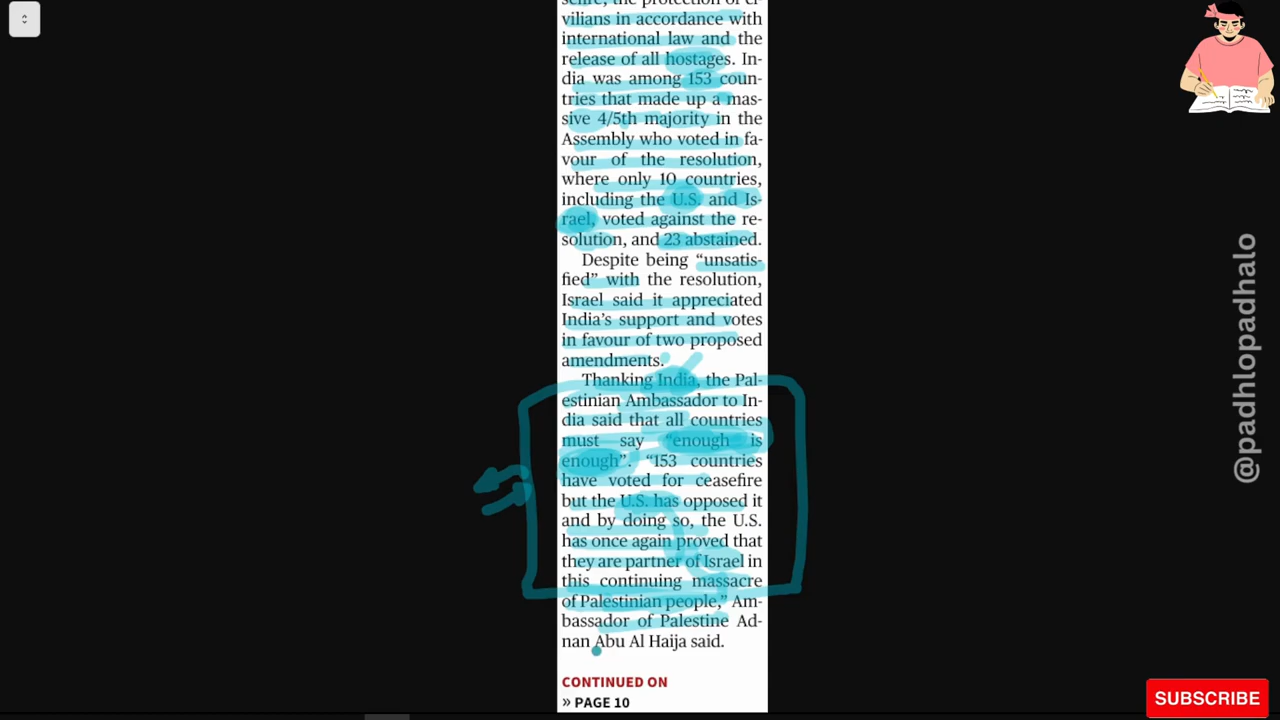 senre, the protection of ci-
vilians in accordance with
international law and the
release of all hostages. In-
dia was among 153 coun-
tries that made up a mas-
sive 4/5th majority in the
Assembly who voted in fa-
vour of the resolution,
where only 10 countries,
including the U.S. and Is-
rael, voted against the re-
solution, and 23 abstained.
Despite being “unsatis-
fied” with the resolution,
Israel said it appreciated
India’s support and votes
in favour of two proposed
amendments.
Thanking India, the Pal-
estinian Ambassador to In-
dia said that all countries
must say “enough is
enough”. “153 countries
have voted for ceasefire
but the U.S. has opposed it
and by doing so, the U.S.
has once again proved that
they are partner of Israel in
this continuing massacre
of Palestinian people,” Am-
bassador of Palestine Ad-
nan Abu Al Haija said.
CONTINUED ON
» PAGE 10
@padhlopadhalo
SUBSCRIBE